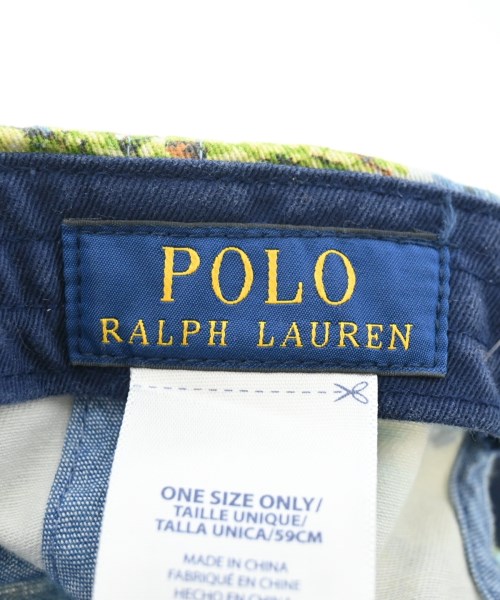 POLO
RALPH LAUREN
ONE SIZE ONLY/
TAILLE UNIQUE/
TALLA UNICA/59CM
MADE IN CHINA
FABRIQUÉ EN CHINE
HECHO EN CHINA